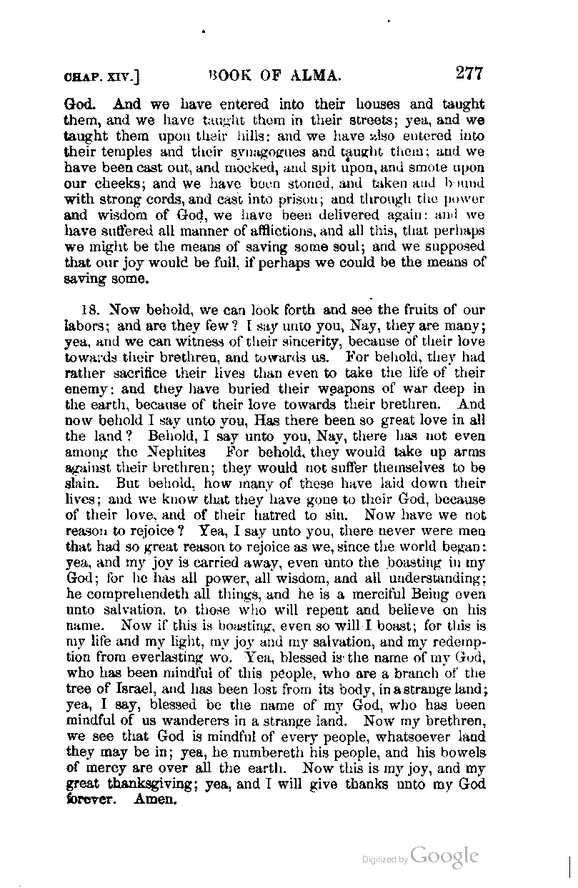 CHAP. XIV.] BOOK OF ALMA. 277
God. And we have entered into their houses and taught
them, and we have taught them in their streets; yea, and we
taught them upon their hills; and we have also entered into
their temples and their synagogues and taught them; and we
have been cast out, and mocked, and spit upon, and smote upon
our cheeks; and we have been stoned, and taken and bound
with strong cords, and cast into prison; and through the power
and wisdom of God, we have been delivered again: and we
have suffered all manner of afflictions, and all this, that perhaps
we might be the means of saving some soul; and we supposed
that our joy would be full, if perhaps we could be the means of
saving some.
18. Now behold, we can look forth and see the fruits of our
labors; and are they few? I say unto you, Nay, they are many;
yea, and we can witness of their sincerity, because of their love
towards their brethren, and towards us. For behold, they had
rather sacrifice their lives than even to take the life of their
enemy; and they have buried their weapons of war deep in
the earth, because of their love towards their brethren. And
now behold I say unto you, Has there been so great love in all
the land? Behold, I say unto you, Nay, there has not even
among the Nephites For behold, they would take up arms
against their brethren; they would not suffer themselves to be
slain. But behold, how many of these have laid down their
lives; and we know that they have gone to their God, because
of their love, and of their hatred to sin. Now have we not
reason to rejoice? Yea, I say unto you, there never were men
that had so great reason to rejoice as we, since the world began:
yea, and my joy is carried away, even unto the boasting in my
God; for he has all power, all wisdom, and all understanding;
he comprehendeth all things, and he is a merciful Being even
unto salvation, to those who will repent and believe on his
name. Now if this is boasting, even so will I boast; for this is
my life and my light, my joy and my salvation, and my redemp-
tion from everlasting wo. Yea, blessed is the name of my God,
who has been mindful of this people, who are a branch of the
tree of Israel, and has been lost from its body, in a strange land;
yea, I say, blessed be the name of my God, who has been
mindful of us wanderers in a strange land. Now my brethren,
we see that God is mindful of every people, whatsoever land
they may be in; yea, he numbereth his people, and his bowels
of mercy are over all the earth. Now this is my joy, and my
great thanksgiving; yea, and I will give thanks unto my God
forever. Amen.
Digitized by Google